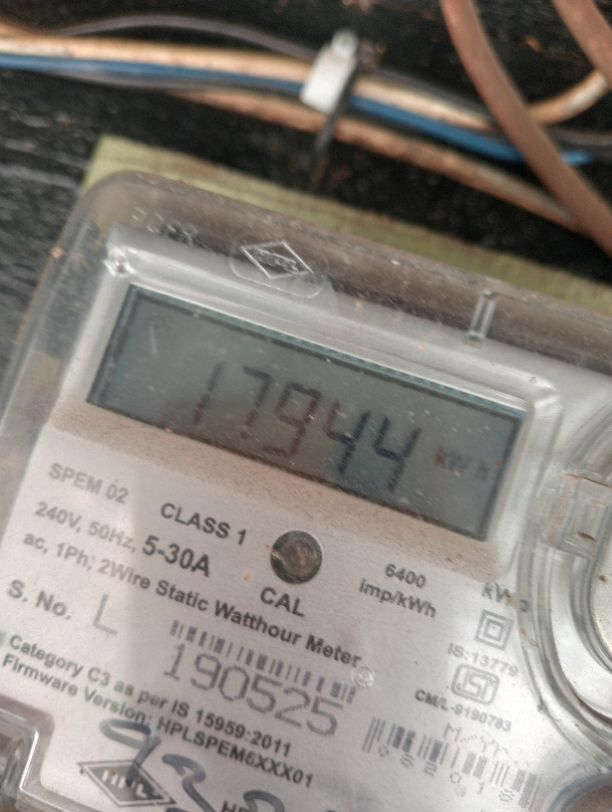 17944 kWh
SPEM 02 CLASS 1
240V, 50Hz, 5-30A
ac, 1Ph; 2Wire Static Watthour Meter
CAL
6400
imp/kWh
S. No. L
190525
IS:13779
CM/L-9190783
Category C3 as per IS 15959:2011
Firmware Version: HPLSPEM6XXX01